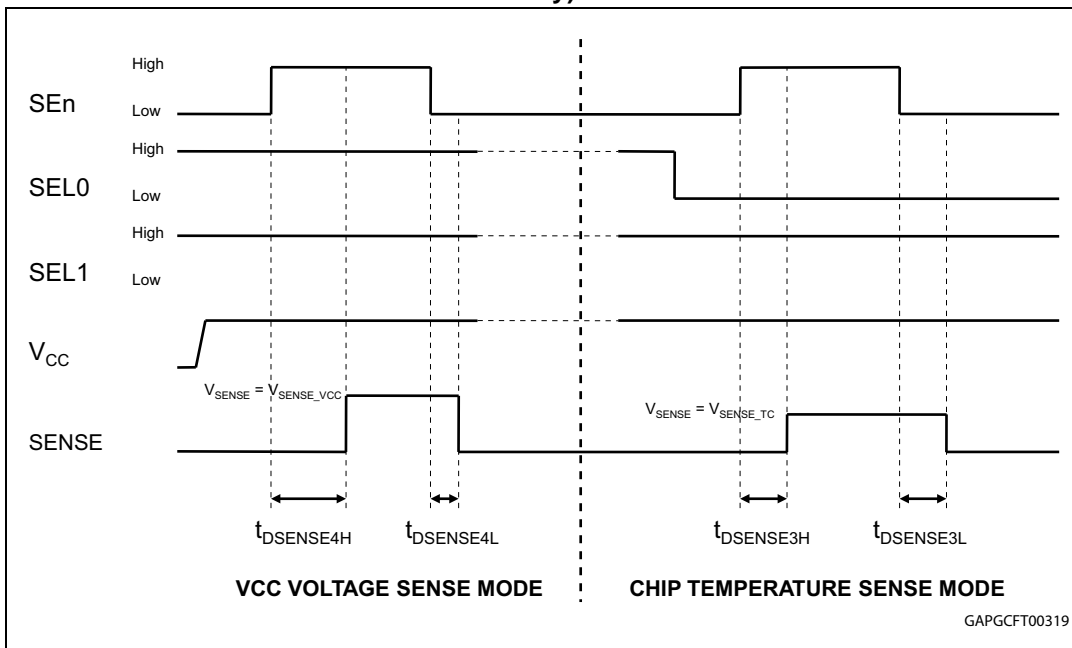 High
SEn
Low
High
SEL0
Low
High
SEL1
Low
VCC
VSENSE = VSENSE_VCC
VSENSE = VSENSE_TC
SENSE
tDSENSE4H tDSENSE4L tDSENSE3H tDSENSE3L
VCC VOLTAGE SENSE MODE CHIP TEMPERATURE SENSE MODE
GAPGCFT00319